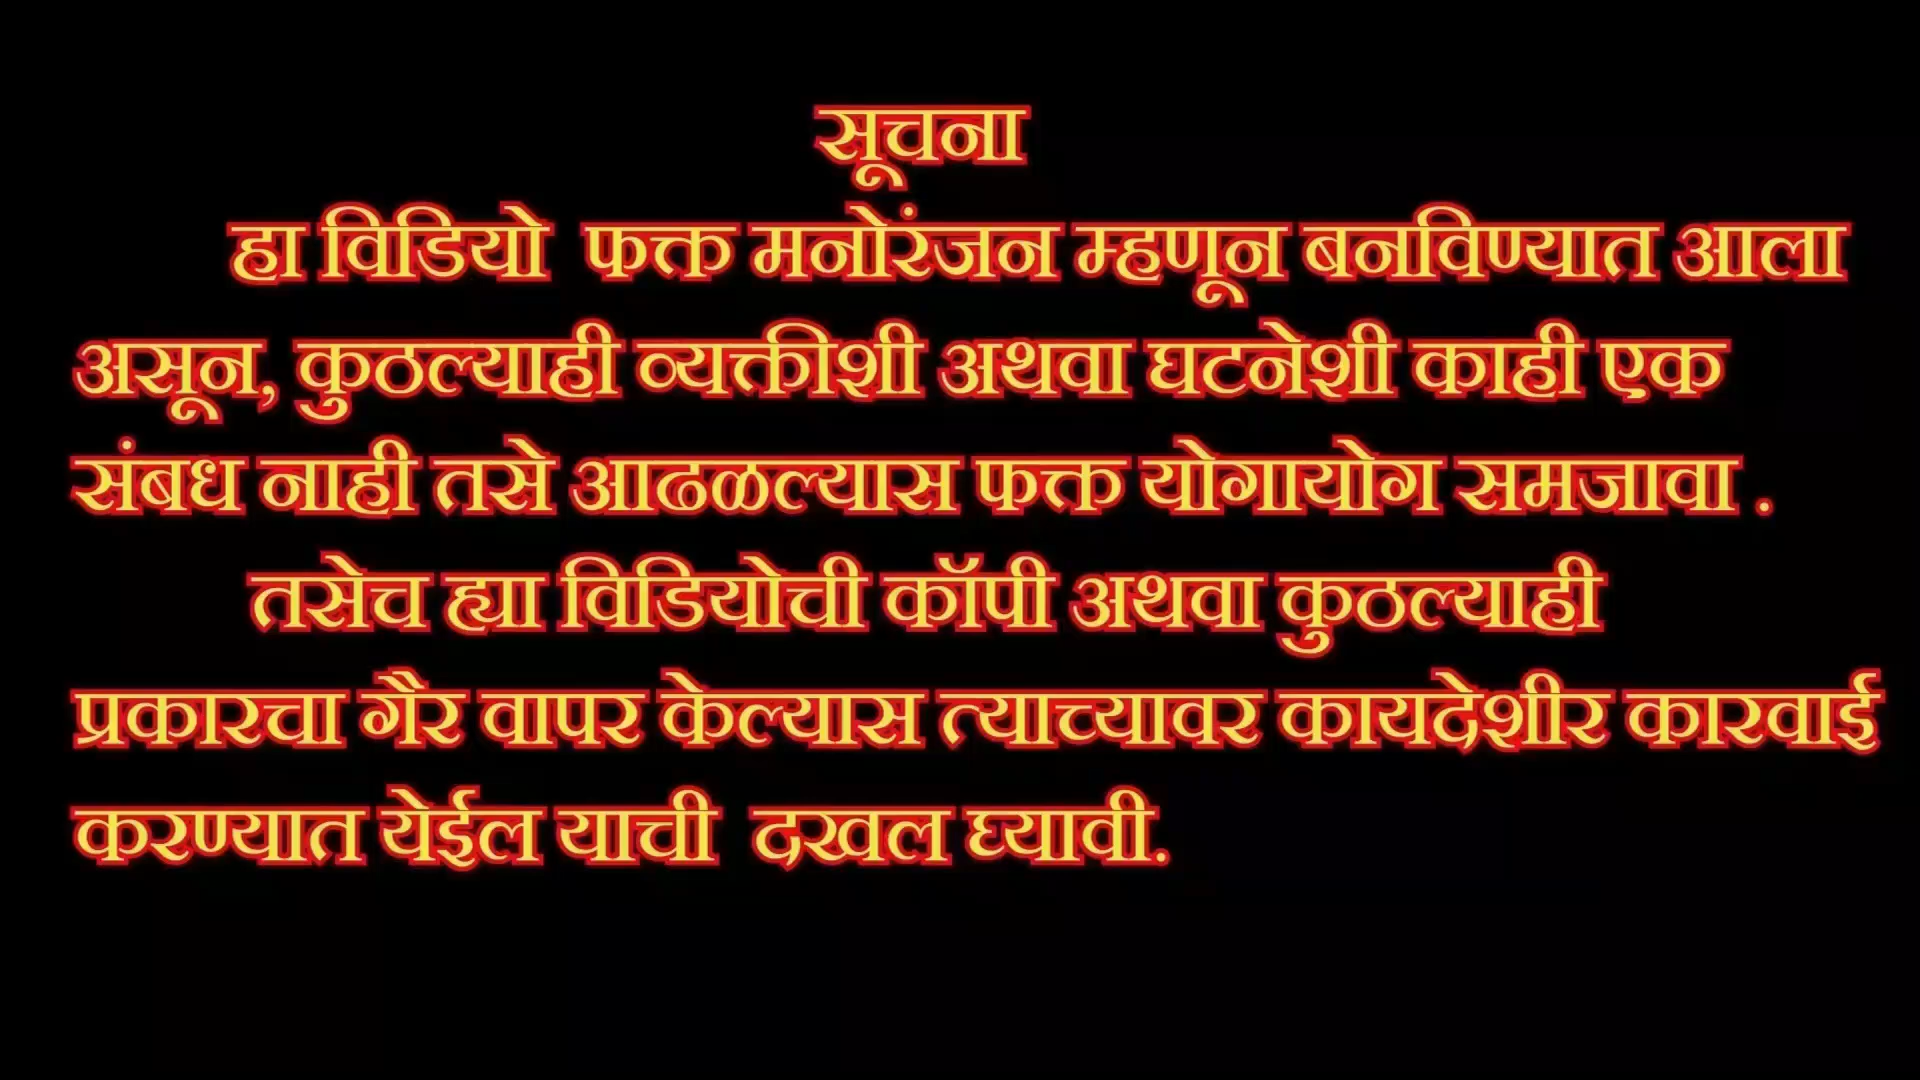 सूचना
हा विडियो फक्त मनोरंजन म्हणून बनविण्यात आला
असून, कुठल्याही व्यक्तीशी अथवा घटनेशी काही एक
संबध नाही तसे आढळल्यास फक्त योगायोग समजावा .
तसेच ह्या विडियोची कॉपी अथवा कुठल्याही
प्रकारचा गैर वापर केल्यास त्याच्यावर कायदेशीर कारवाई
करण्यात येईल याची दखल घ्यावी.